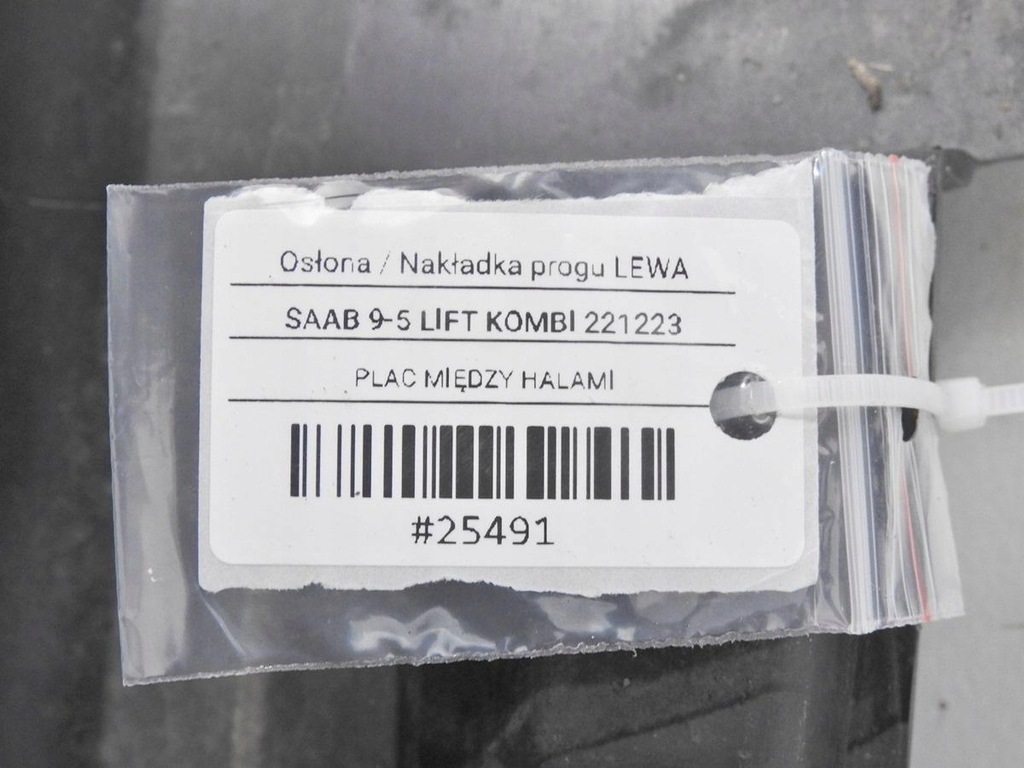 Osłona / Nakładka progu LEWA
SAAB 9-5 LIFT KOMBI 221223
PLAC MIĘDZY HALAMI
#25491